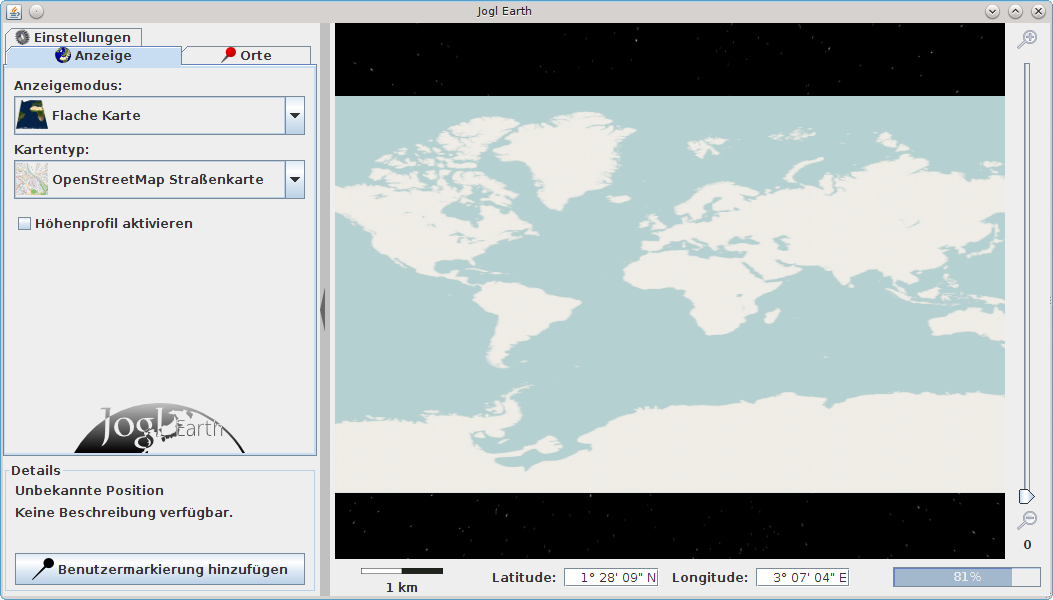 Jogl Earth
Einstellungen
Anzeige
Orte
Anzeigemodus:
Flache Karte
Kartentyp:
OpenStreetMap Straßenkarte
Höhenprofil aktivieren
Jogl Earth
Details
Unbekannte Position
Keine Beschreibung verfügbar.
Benutzermarkierung hinzufügen
0
1 km
Latitude: 1° 28' 09" N Longitude: 3° 07' 04" E 81%